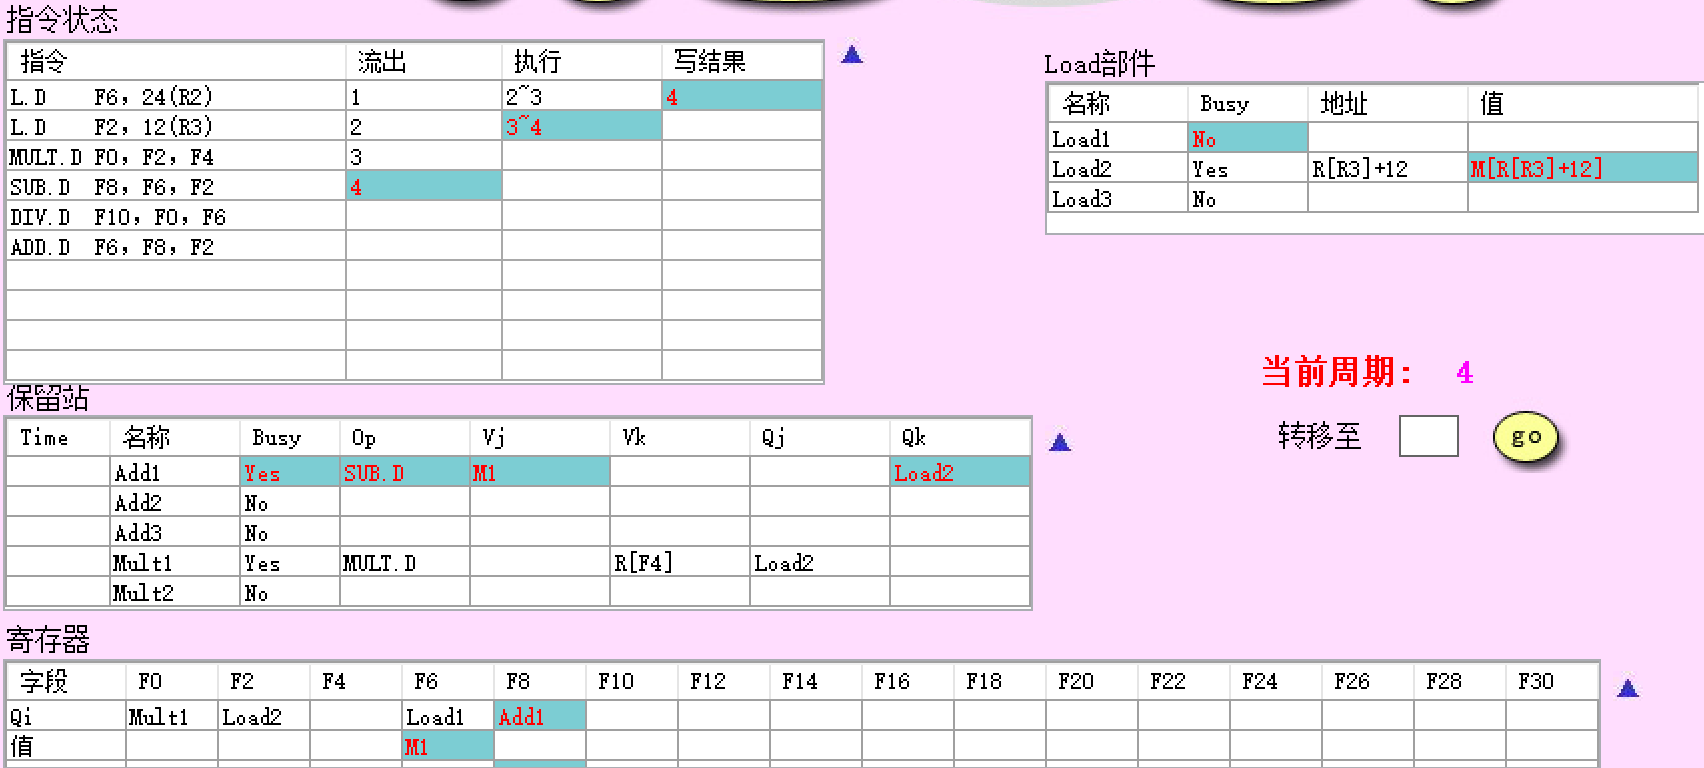 指令状态
指令 流出 执行 写结果
L.D F6, 24(R2) 1 2~3 4
L.D F2, 12(R3) 2 3~4
MULT.D F0, F2, F4 3
SUB.D F8, F6, F2 4
DIV.D F10, F0, F6
ADD.D F6, F8, F2
Load部件
名称 Busy 地址 值
Load1 No
Load2 Yes R[R3]+12 M[R[R3]+12]
Load3 No
当前周期: 4
转移至 go
保留站
Time 名称 Busy Op Vj Vk Qj Qk
Add1 Yes SUB.D M1 Load2
Add2 No
Add3 No
Mult1 Yes MULT.D R[F4] Load2
Mult2 No
寄存器
字段 F0 F2 F4 F6 F8 F10 F12 F14 F16 F18 F20 F22 F24 F26 F28 F30
Qi Mult1 Load2 Load1 Add1
值 M1